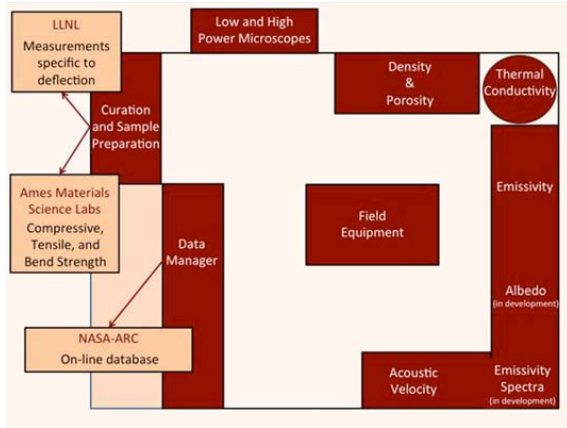 LLNL
Measurements
specific to
deflection
Low and High
Power Microscopes
Density
&
Porosity
Thermal
Conductivity
Curation
and Sample
Preparation
Ames Materials
Science Labs
Compressive,
Tensile, and
Bend Strength
Data
Manager
Field
Equipment
Emissivity
Albedo
(in development)
NASA-ARC
On-line database
Acoustic
Velocity
Emissivity
Spectra
(in development)